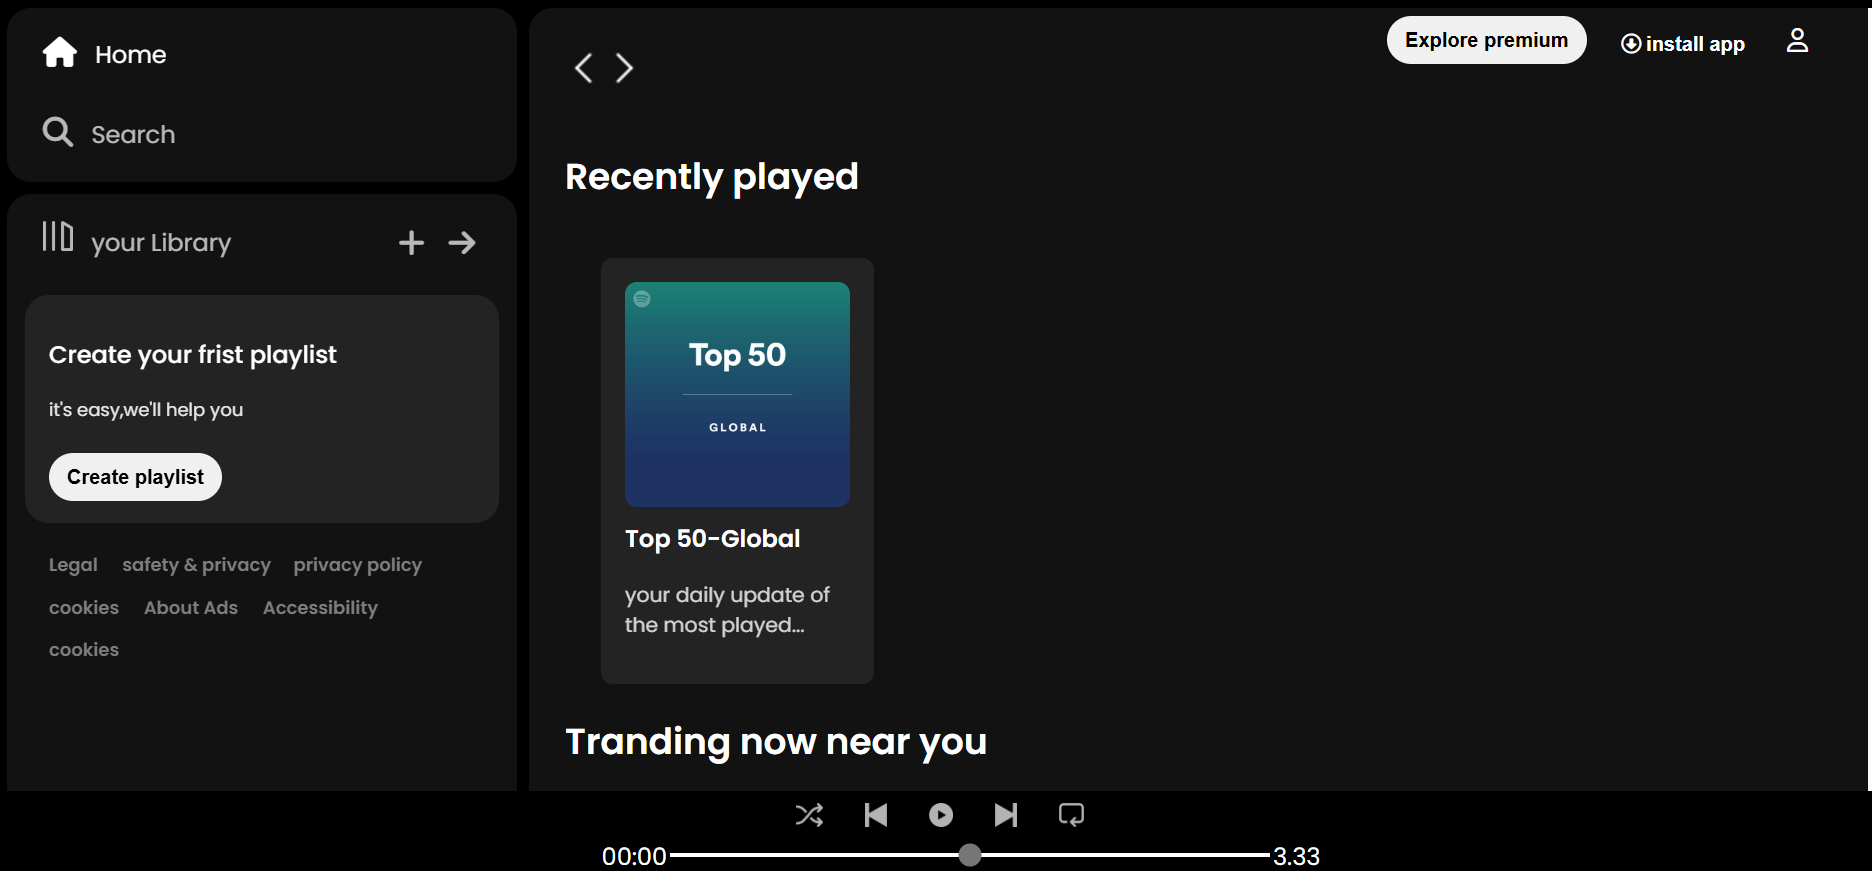 Home
Search
your Library
Create your frist playlist
it's easy,we'll help you
Create playlist
Legal safety & privacy privacy policy
cookies About Ads Accessibility
cookies
Explore premium
install app
Recently played
Top 50
GLOBAL
Top 50-Global
your daily update of
the most played...
Tranding now near you
00:00
3.33